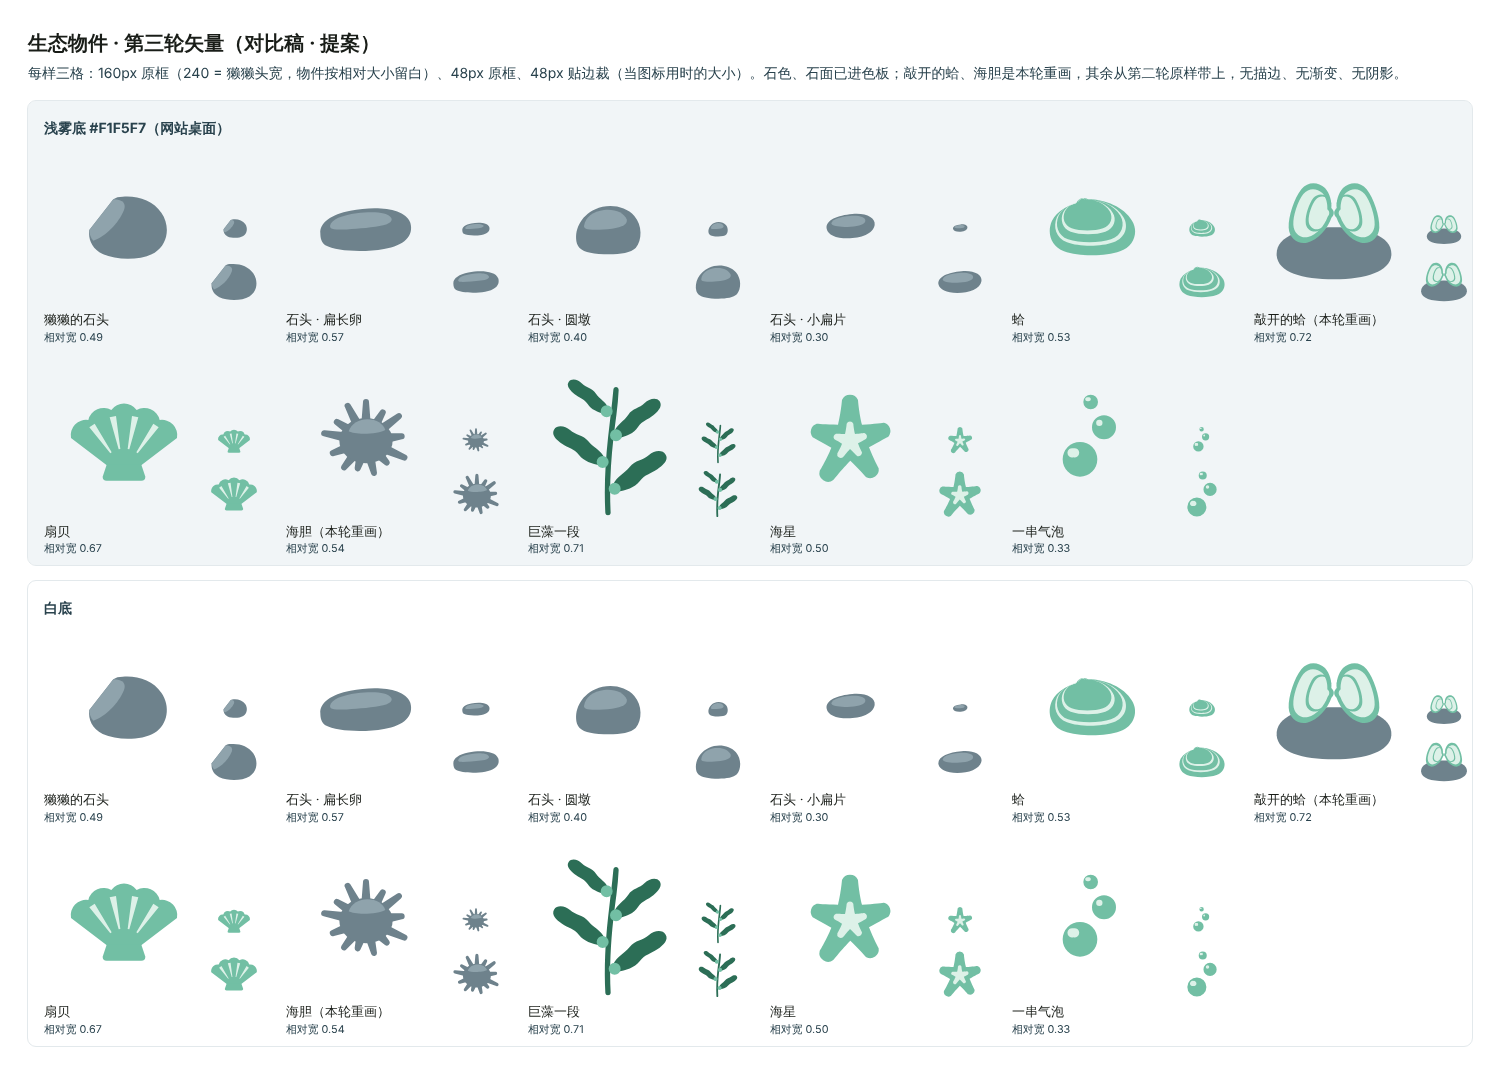 生态物件 · 第三轮矢量（对比稿 · 提案）
每样三格：160px 原框（240 = 獭獭头宽，物件按相对大小留白）、48px 原框、48px 贴边裁（当图标用时的大小）。石色、石面已进色板；敲开的蛤、海胆是本轮重画，其余从第二轮原样带上，无描边、无渐变、无阴影。
浅雾底 #F1F5F7（网站桌面）
獭獭的石头
相对宽 0.49
石头 · 扁长卵
相对宽 0.57
石头 · 圆墩
相对宽 0.40
石头 · 小扁片
相对宽 0.30
蛤
相对宽 0.53
敲开的蛤（本轮重画）
相对宽 0.72
扇贝
相对宽 0.67
海胆（本轮重画）
相对宽 0.54
巨藻一段
相对宽 0.71
海星
相对宽 0.50
一串气泡
相对宽 0.33
白底
獭獭的石头
相对宽 0.49
石头 · 扁长卵
相对宽 0.57
石头 · 圆墩
相对宽 0.40
石头 · 小扁片
相对宽 0.30
蛤
相对宽 0.53
敲开的蛤（本轮重画）
相对宽 0.72
扇贝
相对宽 0.67
海胆（本轮重画）
相对宽 0.54
巨藻一段
相对宽 0.71
海星
相对宽 0.50
一串气泡
相对宽 0.33